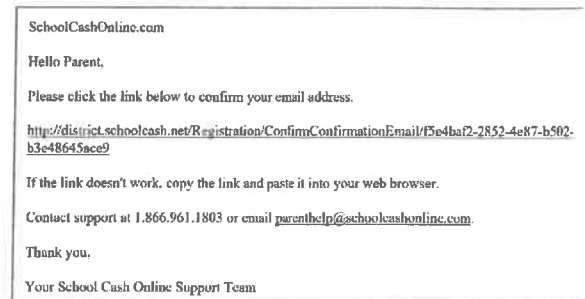 SchoolCashOnline.com
Hello Parent,
Please click the link below to confirm your email address.
http://district.schoolcash.net/Registration/ConfirmConfirmationEmail/f5e4baf2-2852-4e87-b502-
b3e48645ace9
If the link doesn't work, copy the link and paste it into your web browser.
Contact support at 1.866.961.1803 or email parenthelp@schoolcashonline.com.
Thank you,
Your School Cash Online Support Team